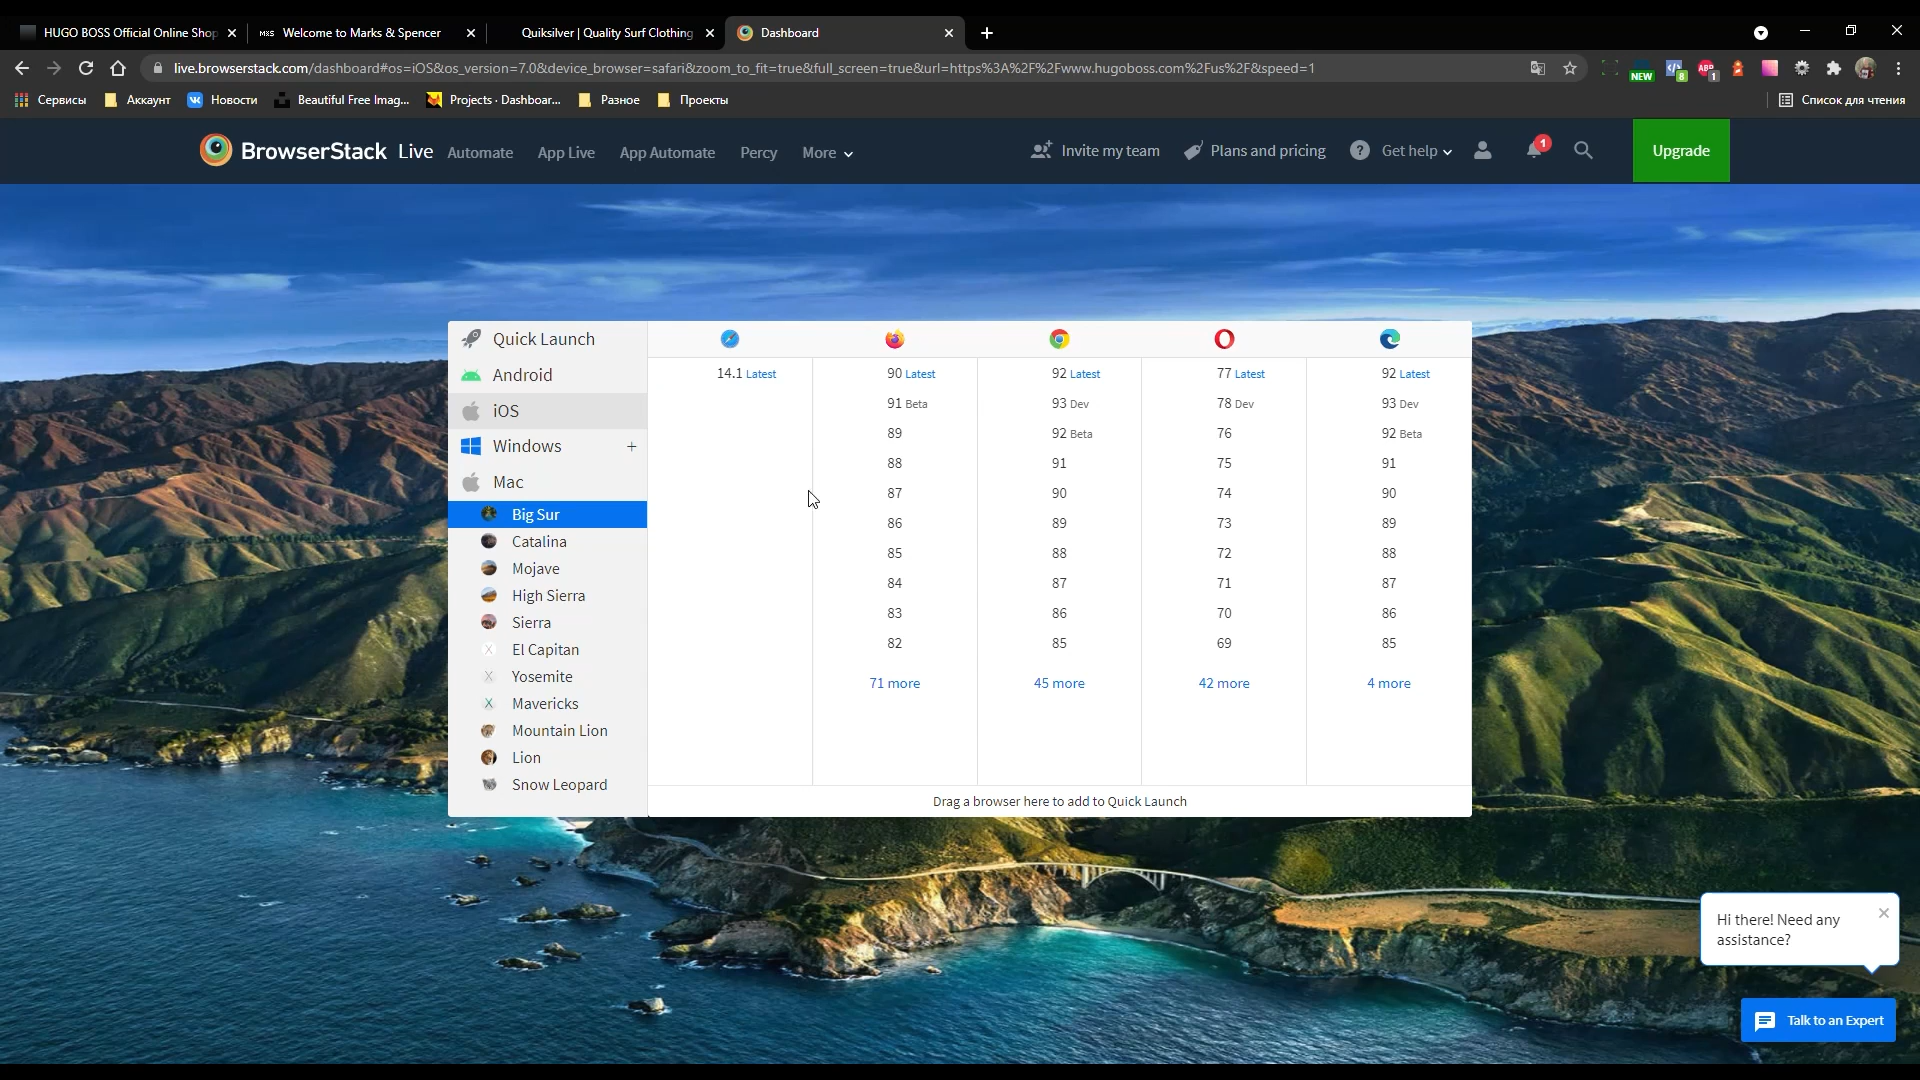 HUGO BOSS Official Online Shop
M&S Welcome to Marks & Spencer
Quiksilver | Quality Surf Clothing
Dashboard
live.browserstack.com/dashboard#os=iOS&os_version=7.0&device_browser=safari&zoom_to_fit=true&full_screen=true&url=https%3A%2F%2Fwww.hugoboss.com%2Fus%2F&speed=1
NEW
8
ABP
1
Сервисы
Аккаунт
Новости
Beautiful Free Imag...
Projects · Dashboar...
Разное
Проекты
Список для чтения
BrowserStack Live
Automate
App Live
App Automate
Percy
More
Invite my team
Plans and pricing
? Get help
1
Upgrade
Quick Launch
Android
iOS
Windows +
Mac
Big Sur
Catalina
Mojave
High Sierra
Sierra
El Capitan
Yosemite
Mavericks
Mountain Lion
Lion
Snow Leopard
14.1 Latest 90 Latest 92 Latest 77 Latest 92 Latest
91 Beta 93 Dev 78 Dev 93 Dev
89 92 Beta 76 92 Beta
88 91 75 91
87 90 74 90
86 89 73 89
85 88 72 88
84 87 71 87
83 86 70 86
82 85 69 85
71 more 45 more 42 more 4 more
Drag a browser here to add to Quick Launch
Hi there! Need any
assistance?
Talk to an Expert